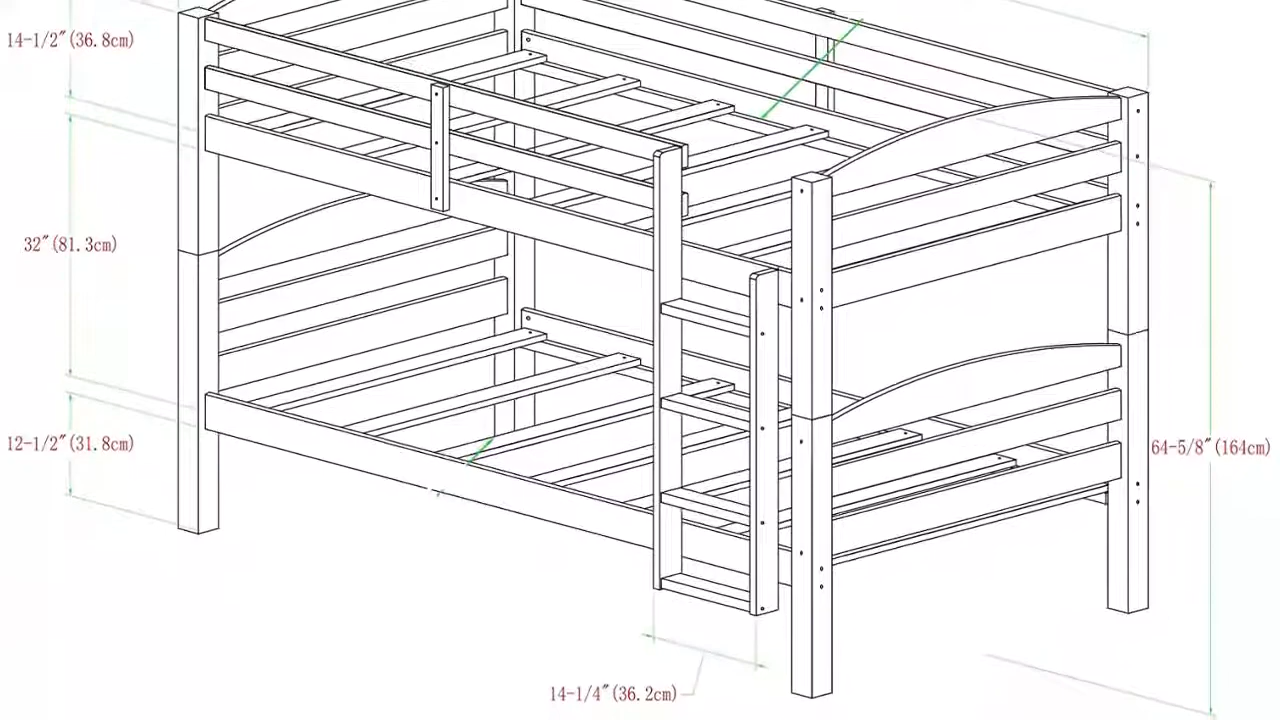 14-1/2"(36.8cm)
32"(81.3cm)
12-1/2"(31.8cm)
64-5/8"(164cm)
14-1/4"(36.2cm)